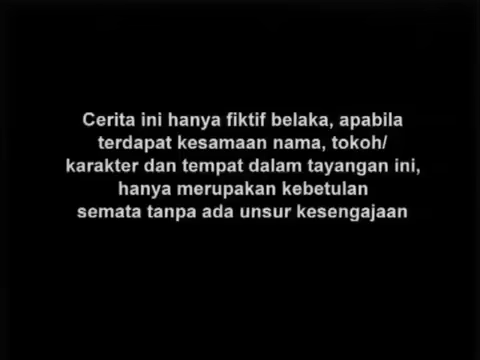 Cerita ini hanya fiktif belaka, apabila
terdapat kesamaan nama, tokoh/
karakter dan tempat dalam tayangan ini,
hanya merupakan kebetulan
semata tanpa ada unsur kesengajaan